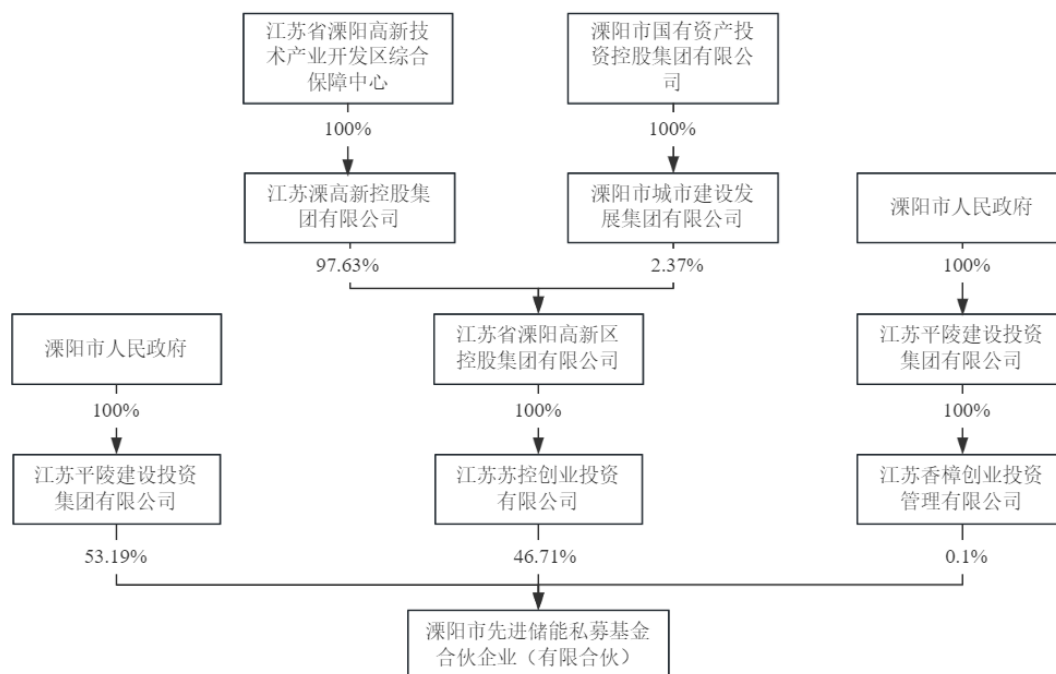 江苏省溧阳高新技
术产业开发区综合
保障中心
溧阳市国有资产投
资控股集团有限公
司
100%
100%
江苏溧高新控股集
团有限公司
溧阳市城市建设发
展集团有限公司
溧阳市人民政府
97.63%
2.37%
100%
溧阳市人民政府
江苏省溧阳高新区
控股集团有限公司
江苏平陵建设投资
集团有限公司
100%
100%
100%
江苏平陵建设投资
集团有限公司
江苏苏控创业投资
有限公司
江苏香樟创业投资
管理有限公司
53.19%
46.71%
0.1%
溧阳市先进储能私募基金
合伙企业（有限合伙）